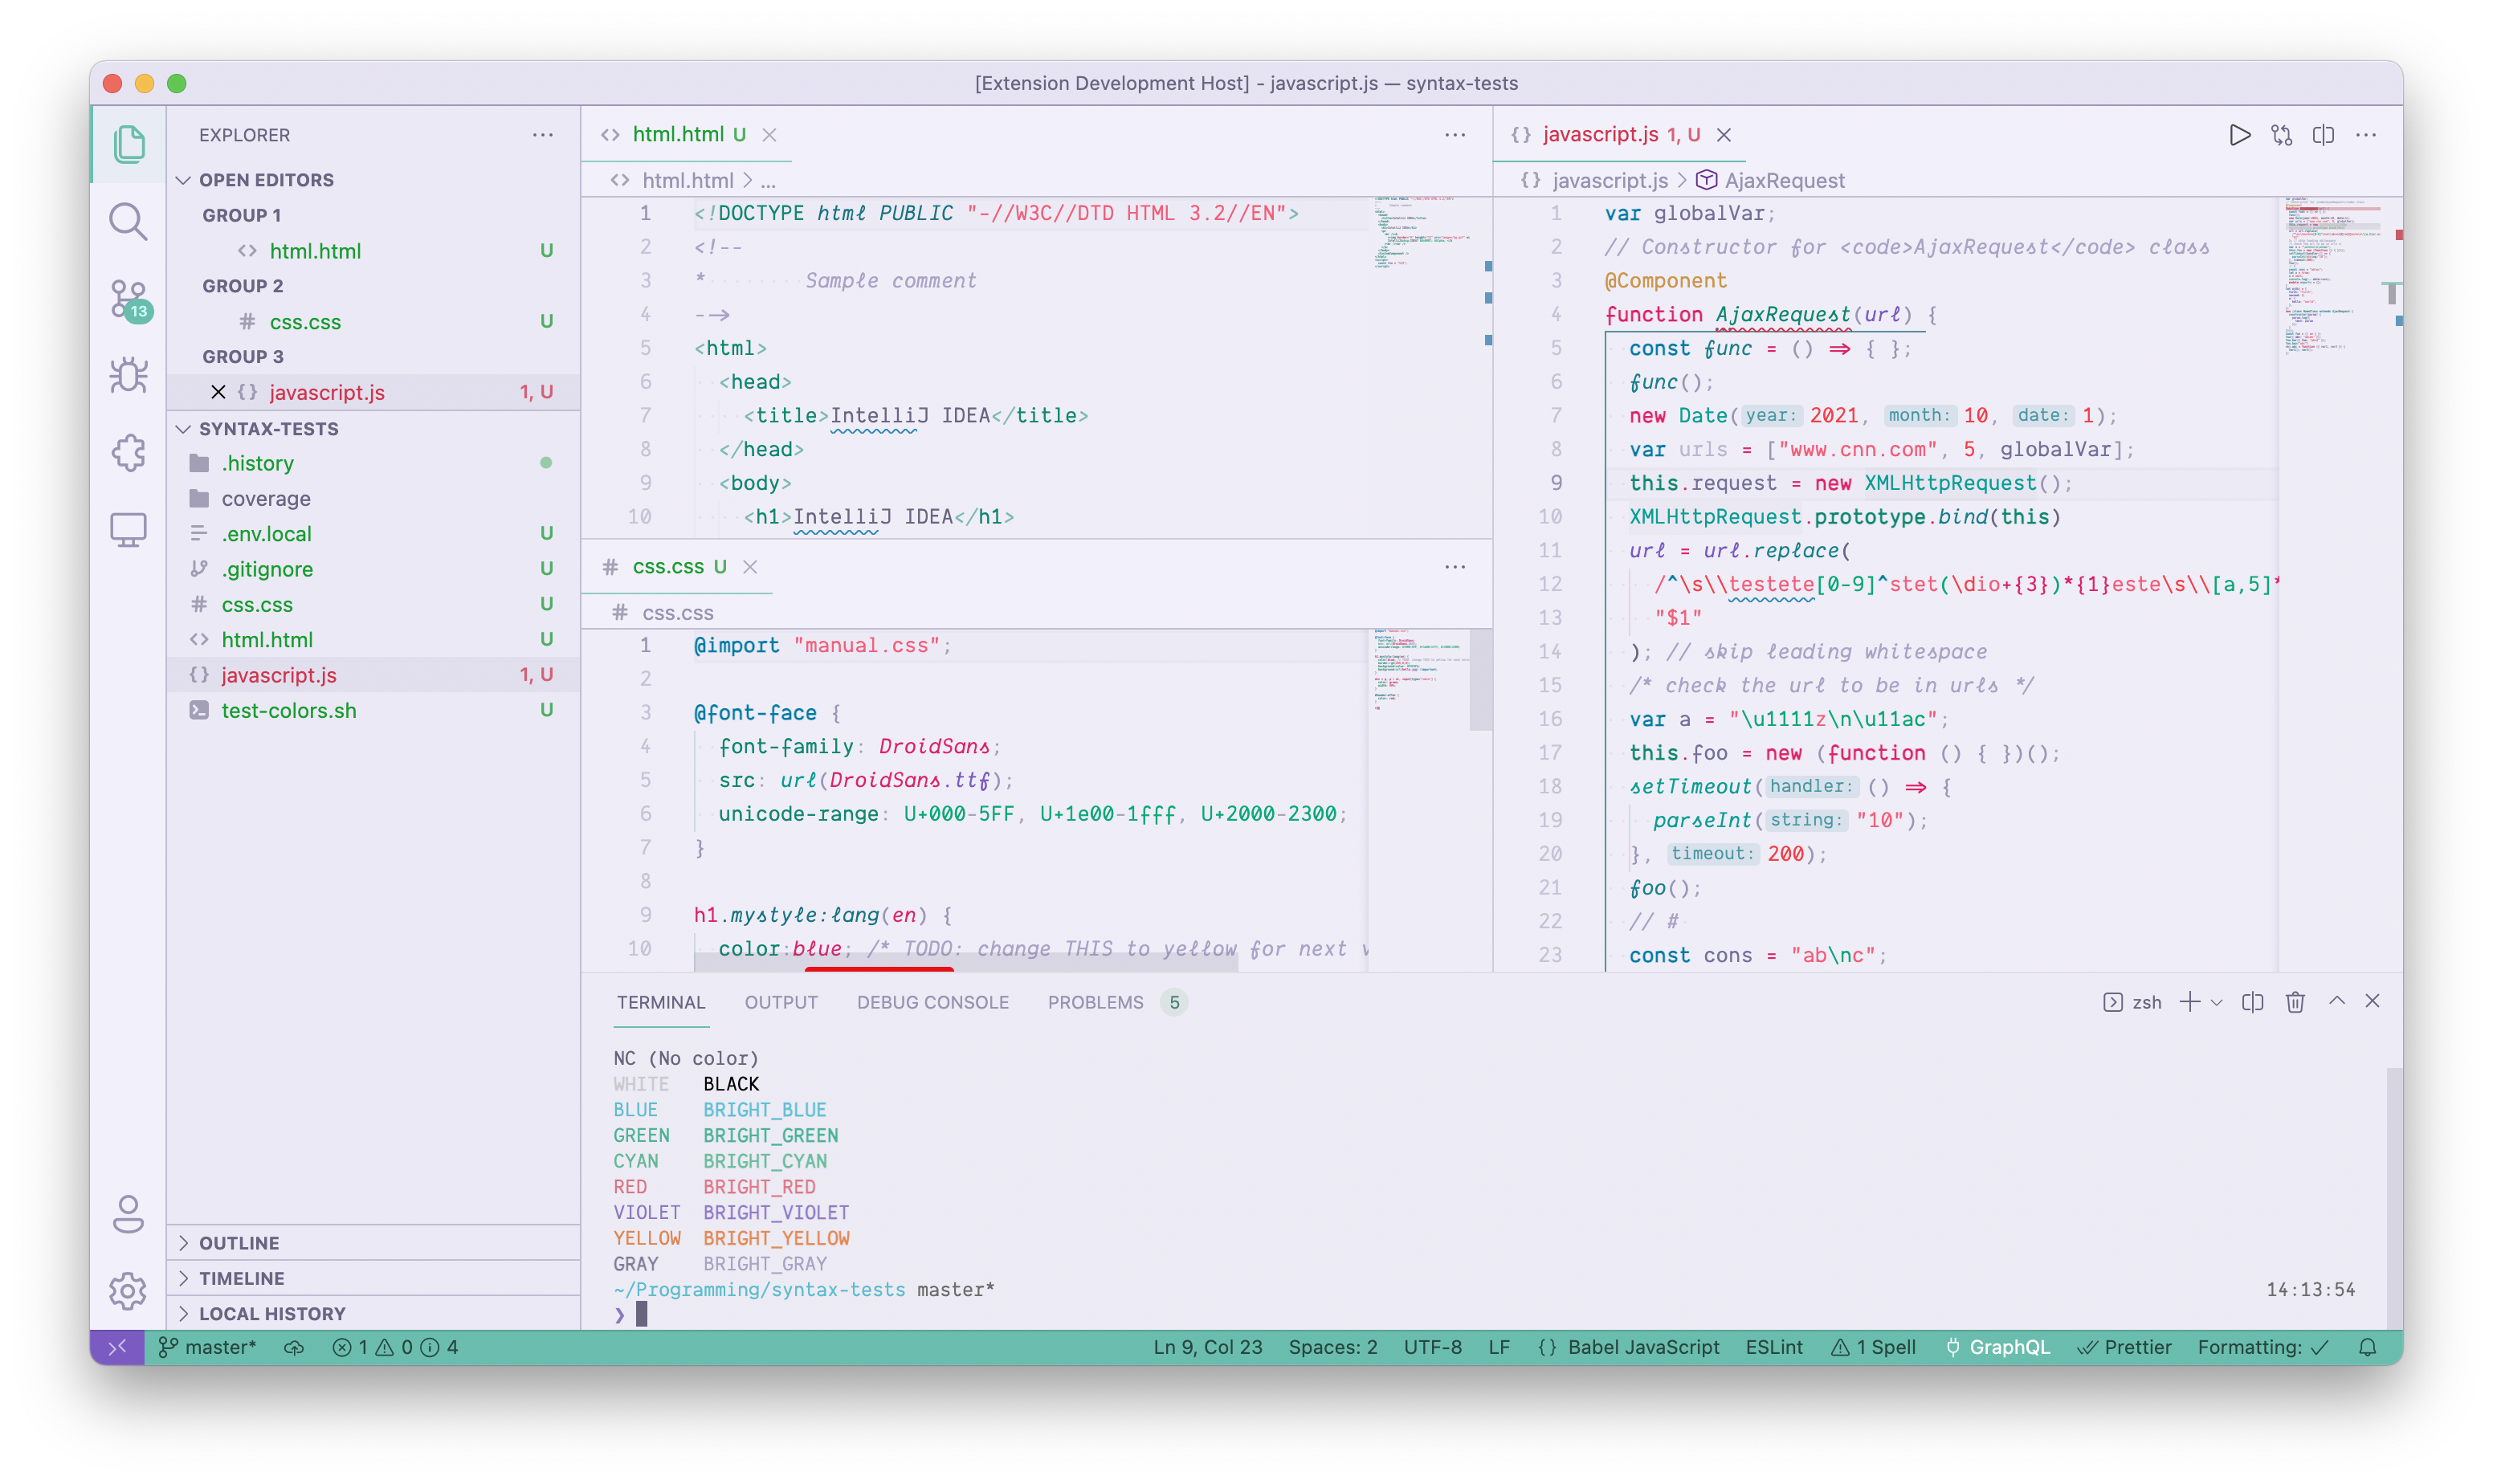 [Extension Development Host] - javascript.js — syntax-tests
EXPLORER
OPEN EDITORS
GROUP 1
html.html U
GROUP 2
css.css U
GROUP 3
javascript.js 1, U
SYNTAX-TESTS
.history
coverage
.env.local U
.gitignore U
css.css U
html.html U
javascript.js 1, U
test-colors.sh U
OUTLINE
TIMELINE
LOCAL HISTORY
13
html.html U
html.html > ...
1 <!DOCTYPE html PUBLIC "-//W3C//DTD HTML 3.2//EN">
2 <!--
3 * Sample comment
4 -->
5 <html>
6 <head>
7 <title>IntelliJ IDEA</title>
8 </head>
9 <body>
10 <h1>IntelliJ IDEA</h1>
# css.css U
# css.css
1 @import "manual.css";
2
3 @font-face {
4 font-family: DroidSans;
5 src: url(DroidSans.ttf);
6 unicode-range: U+000-5FF, U+1e00-1fff, U+2000-2300;
7 }
8
9 h1.mystyle:lang(en) {
10 color:blue; /* TODO: change THIS to yellow for next v
{} javascript.js 1, U
{} javascript.js > AjaxRequest
1 var globalVar;
2 // Constructor for <code>AjaxRequest</code> class
3 @Component
4 function AjaxRequest(url) {
5 const func = () => { };
6 func();
7 new Date(year: 2021, month: 10, date: 1);
8 var urls = ["www.cnn.com", 5, globalVar];
9 this.request = new XMLHttpRequest();
10 XMLHttpRequest.prototype.bind(this)
11 url = url.replace(
12 /^\s\\testete[0-9]^stet(\dio+{3})*{1}este\s\\[a,5]*
13 "$1"
14 ); // skip leading whitespace
15 /* check the url to be in urls */
16 var a = "\u1111z\n\u11ac";
17 this.foo = new (function () { })();
18 setTimeout(handler: () => {
19 parseInt(string: "10");
20 }, timeout: 200);
21 foo();
22 // #
23 const cons = "ab\nc";
TERMINAL OUTPUT DEBUG CONSOLE PROBLEMS 5
zsh
NC (No color)
WHITE BLACK
BLUE BRIGHT_BLUE
GREEN BRIGHT_GREEN
CYAN BRIGHT_CYAN
RED BRIGHT_RED
VIOLET BRIGHT_VIOLET
YELLOW BRIGHT_YELLOW
GRAY BRIGHT_GRAY
~/Programming/syntax-tests master* 14:13:54
❯
master* 1 0 4 Ln 9, Col 23 Spaces: 2 UTF-8 LF {} Babel JavaScript ESLint 1 Spell GraphQL Prettier Formatting: ✓